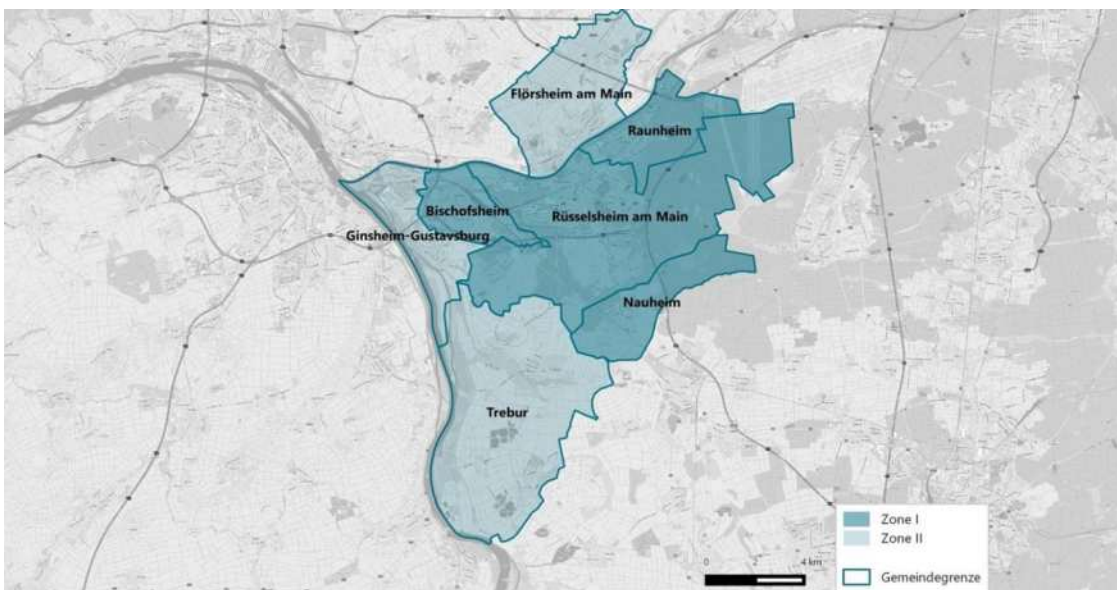 Flörsheim am Main
Raunheim
Bischofsheim
Rüsselsheim am Main
Ginsheim-Gustavsburg
Nauheim
Trebur
Zone I
Zone II
0 2 4 km
Gemeindegrenze